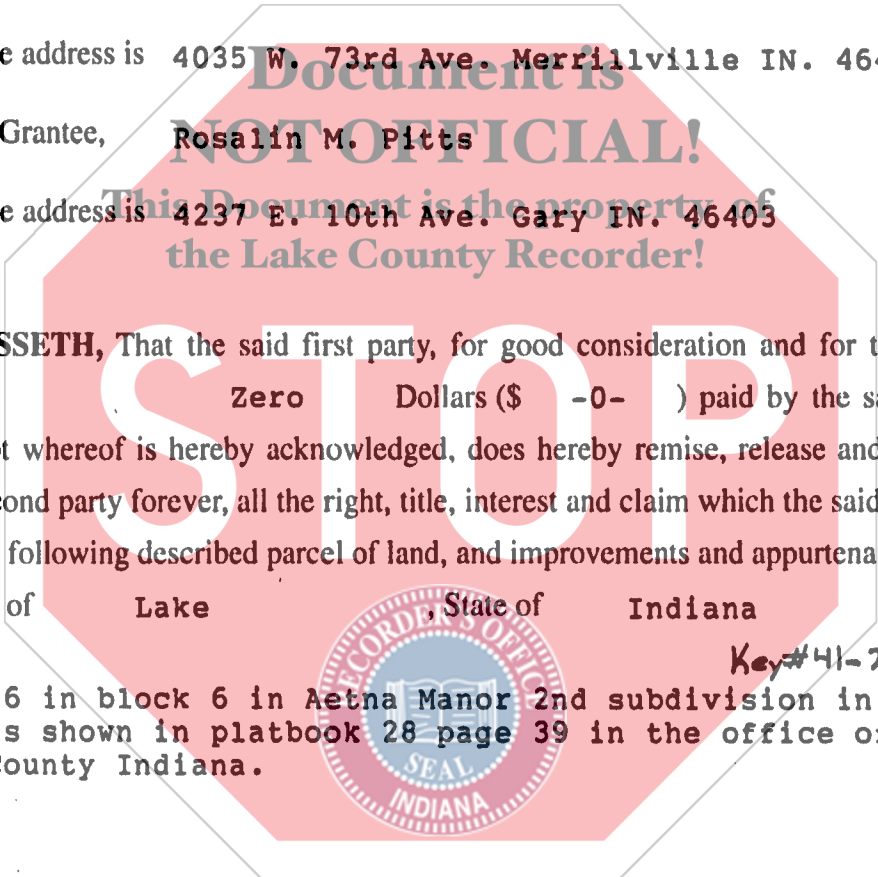 e address is 4035 W. 73rd Ave. Merrillville IN. 46
Document is
Grantee, Rosalin M. Pitts
NOT OFFICIAL!
e address is 4237 E. 10th Ave. Gary IN. 46403
This Document is the property of
the Lake County Recorder!
SSETH, That the said first party, for good consideration and for t
Zero Dollars ($ -0- ) paid by the s
t whereof is hereby acknowledged, does hereby remise, release and
cond party forever, all the right, title, interest and claim which the said
following described parcel of land, and improvements and appurtena
of Lake , State of Indiana
Key#41-
6 in block 6 in Aetna Manor 2nd subdivision in
s shown in platbook 28 page 39 in the office o
County Indiana.
STOP
RECORDER'S OFFICE
SEAL
INDIANA